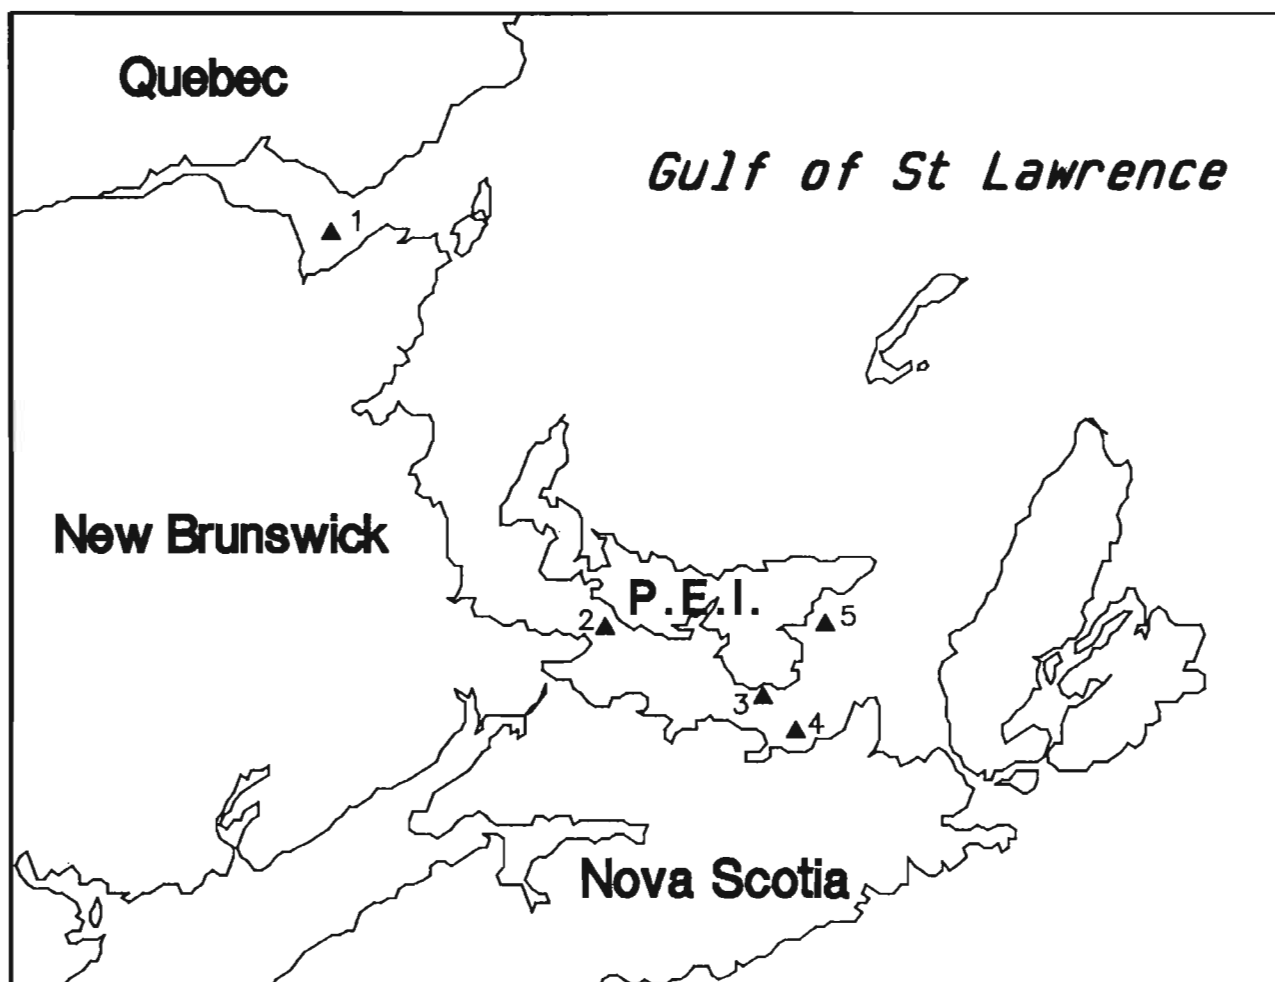 Quebec
Gulf of St Lawrence
1
New Brunswick
P.E.I.
2
5
3
4
Nova Scotia